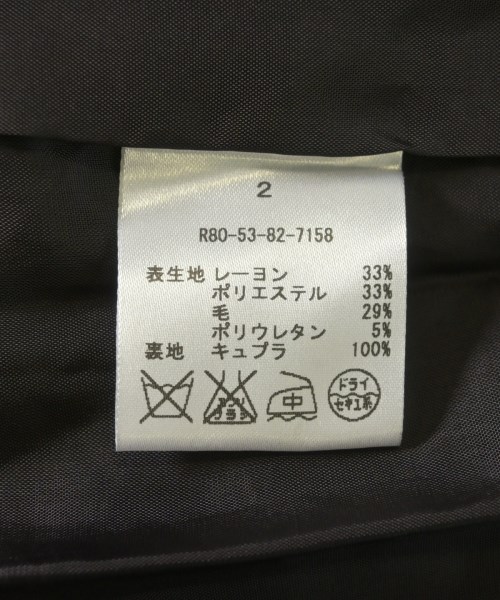 2
R80-53-82-7158
表生地 レーヨン 33%
ポリエステル 33%
毛 29%
ポリウレタン 5%
裏地 キュプラ 100%
エンソ
サラシ
中
ドライ
セキユ系